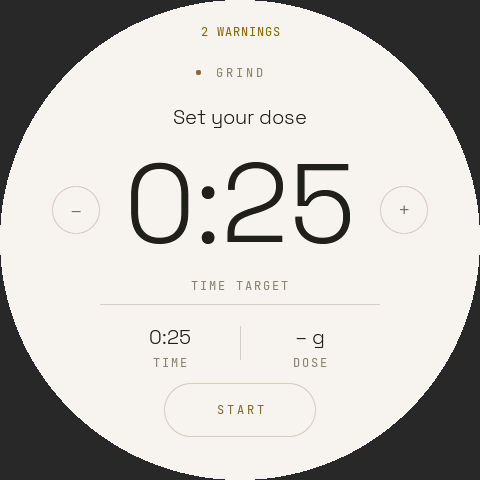 2 WARNINGS
GRIND
Set your dose
– 0:25 +
TIME TARGET
0:25 – g
TIME DOSE
START